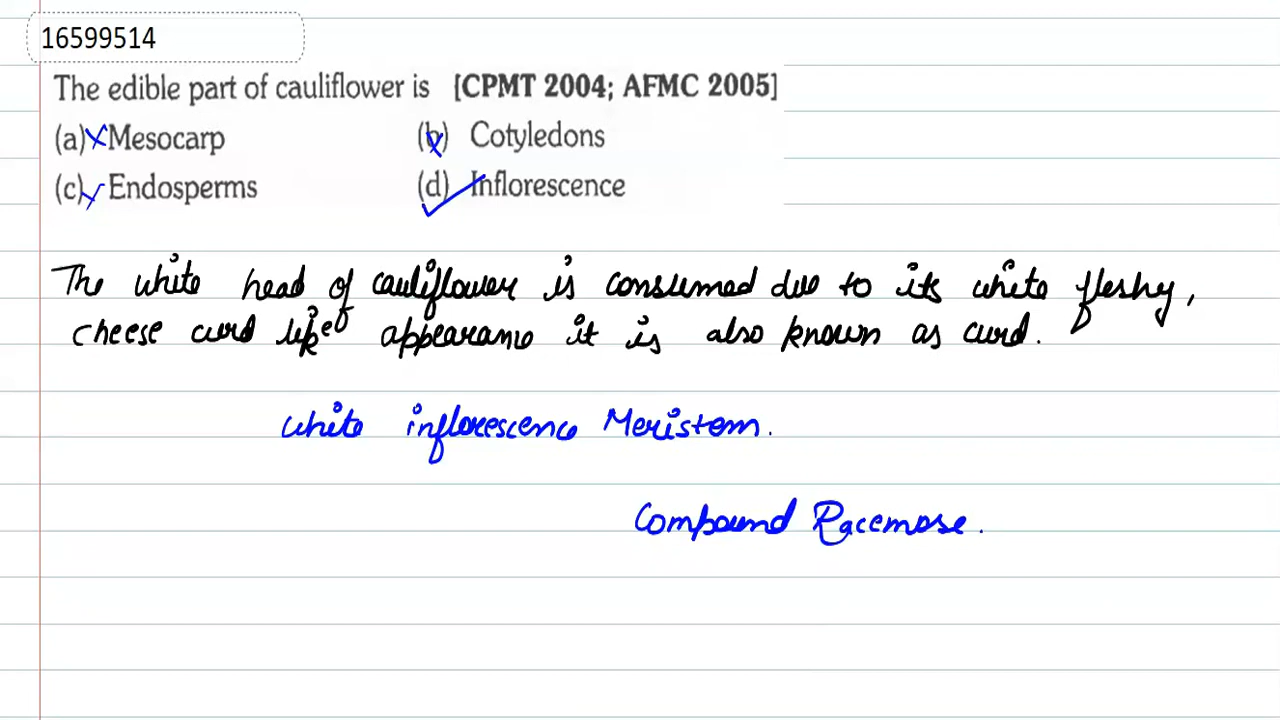 16599514
The edible part of cauliflower is [CPMT 2004; AFMC 2005]
(a) Mesocarp (b) Cotyledons
(c) Endosperms (d) Inflorescence
The white head of cauliflower is consumed due to its white fleshy,
cheese curd like appearance it is also known as curd.
white inflorescence Meristem.
Compound Racemose.